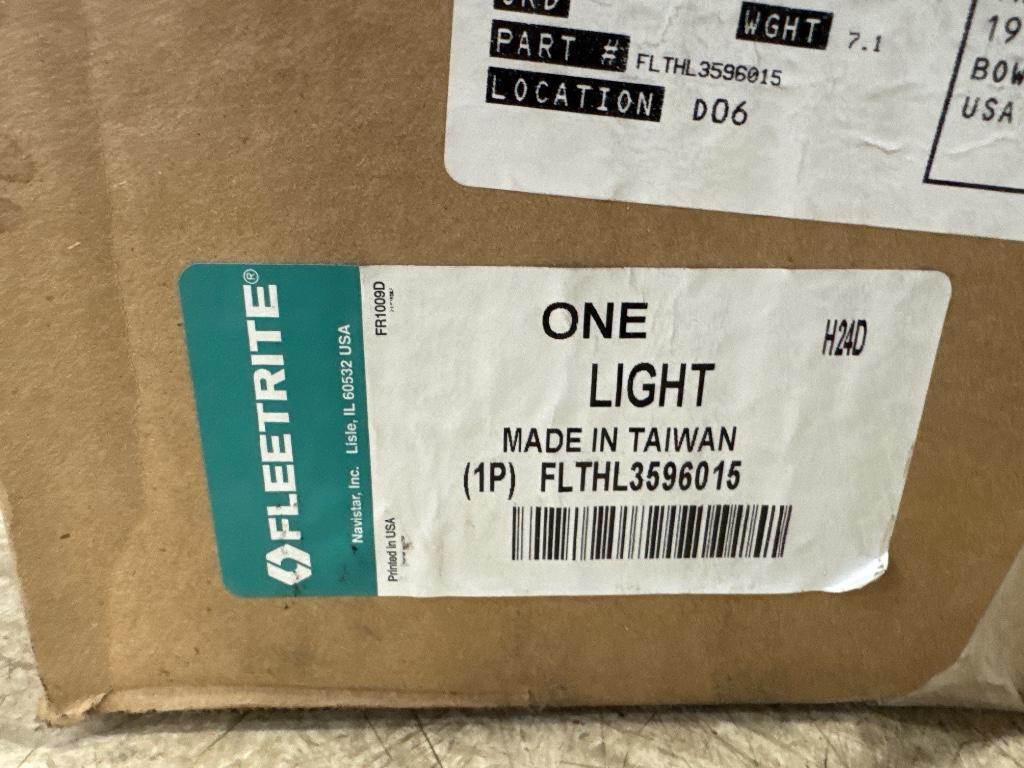 WGHT 7.1
PART # FLTHL3596015
LOCATION D06
19
BOW
USA
FLEETRITE®
Navistar, Inc. Lisle, IL 60532 USA
FR1009D
Printed in USA
ONE
H24D
LIGHT
MADE IN TAIWAN
(1P) FLTHL3596015